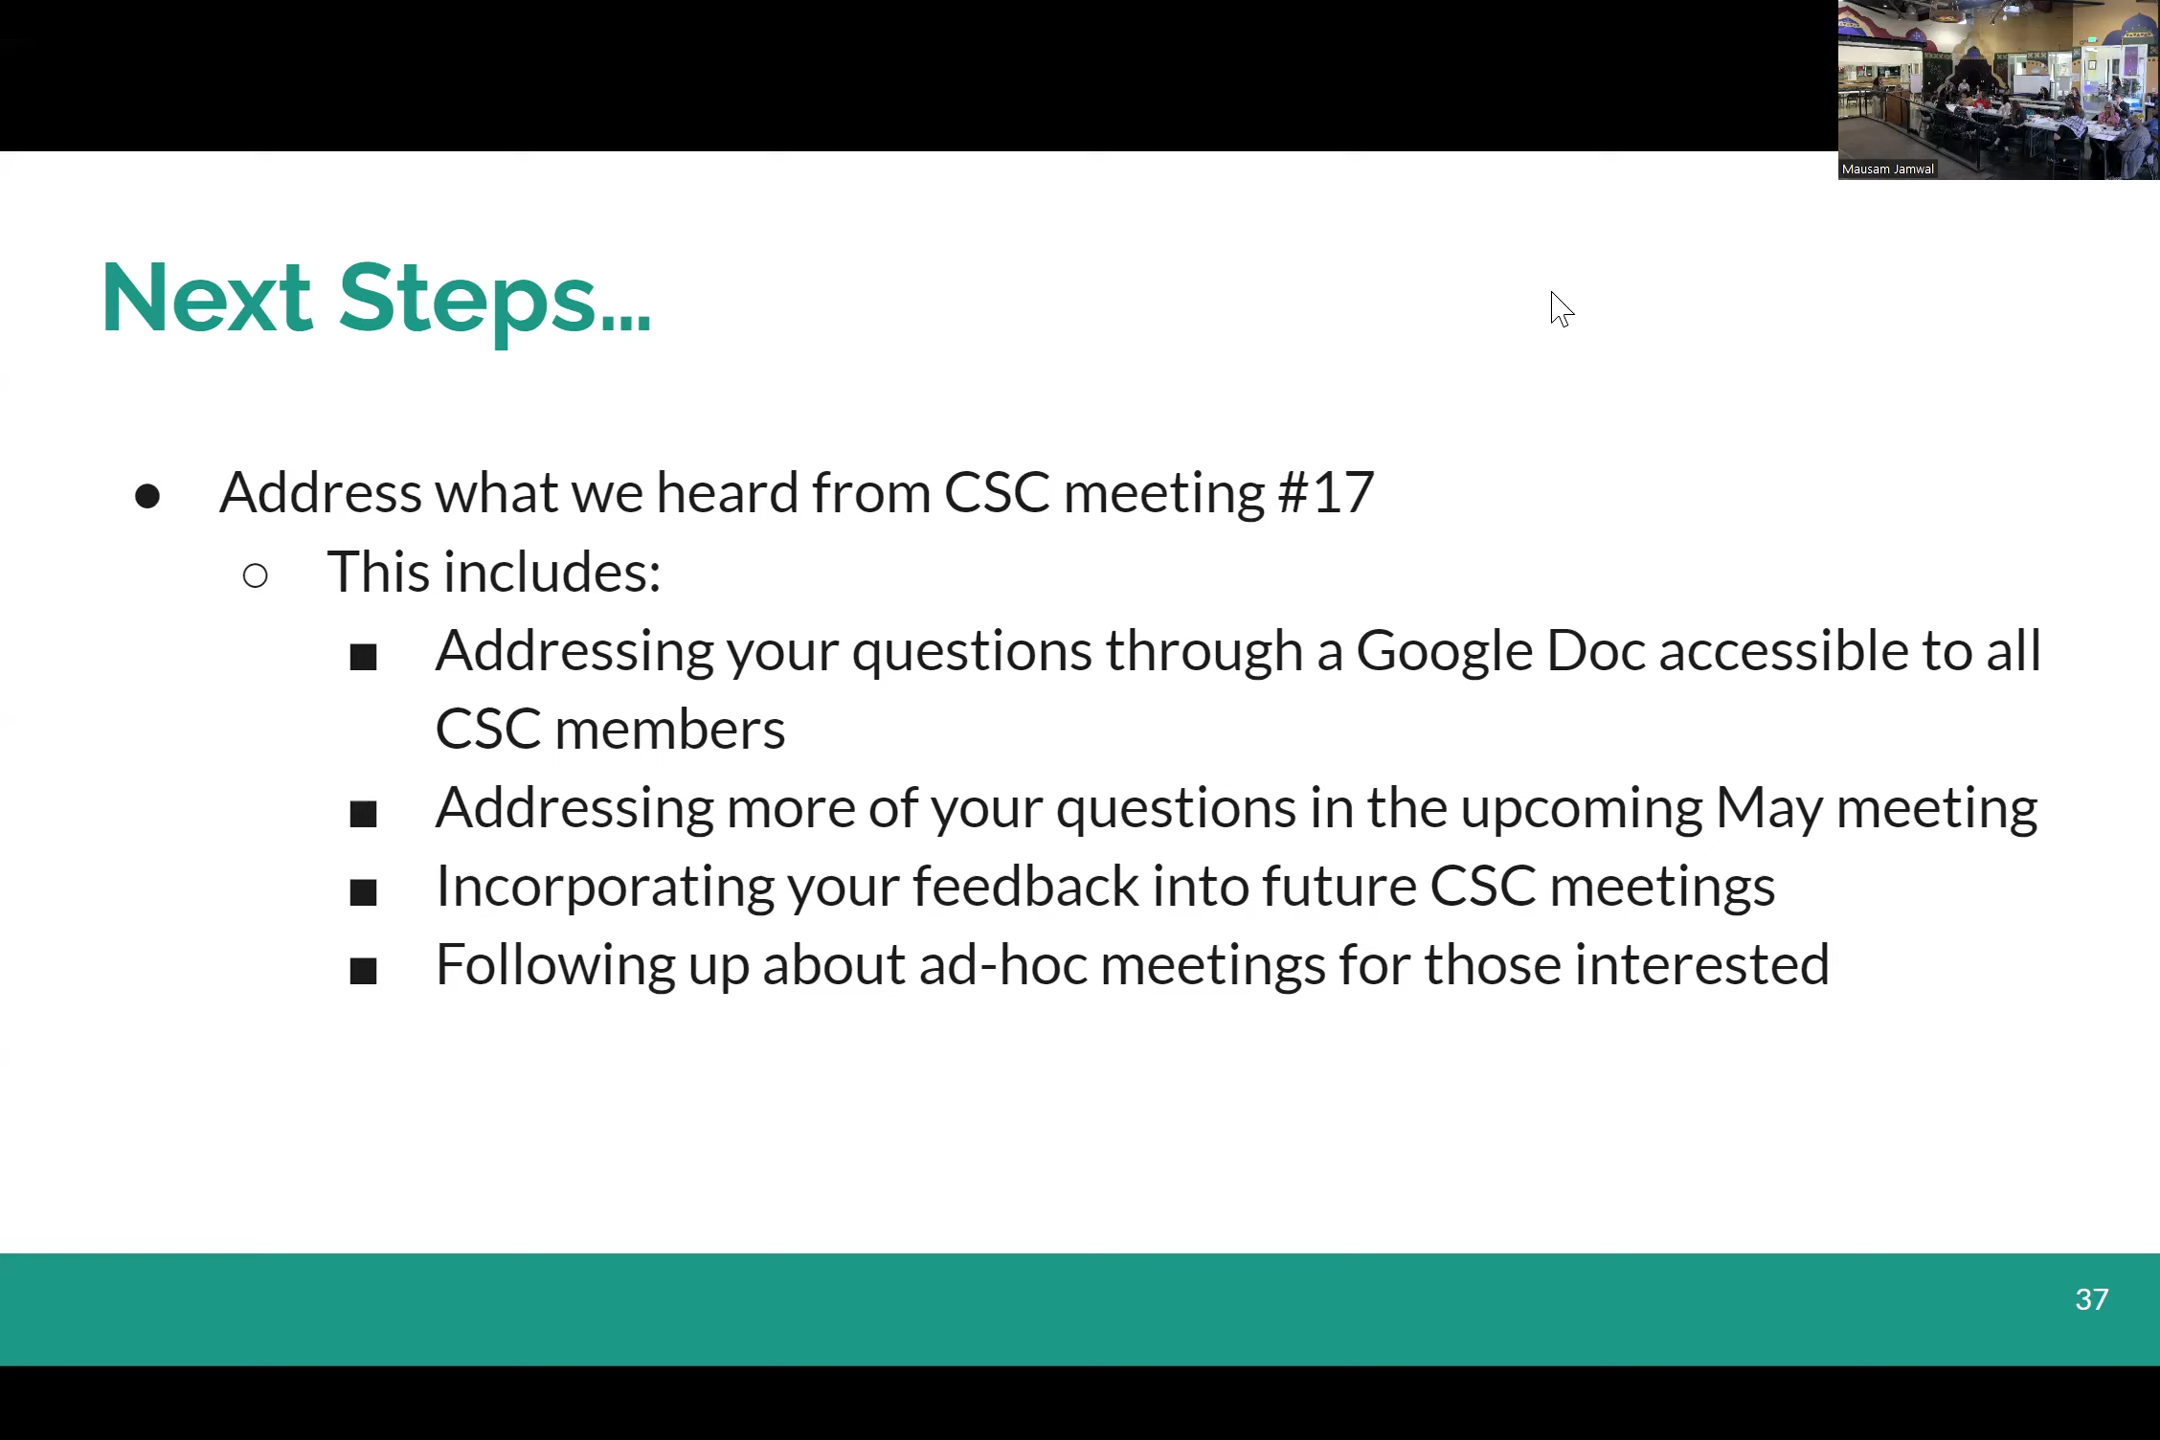 Mausam Jamwal
Next Steps...
● Address what we heard from CSC meeting #17
○ This includes:
■ Addressing your questions through a Google Doc accessible to all
CSC members
■ Addressing more of your questions in the upcoming May meeting
■ Incorporating your feedback into future CSC meetings
■ Following up about ad-hoc meetings for those interested
37